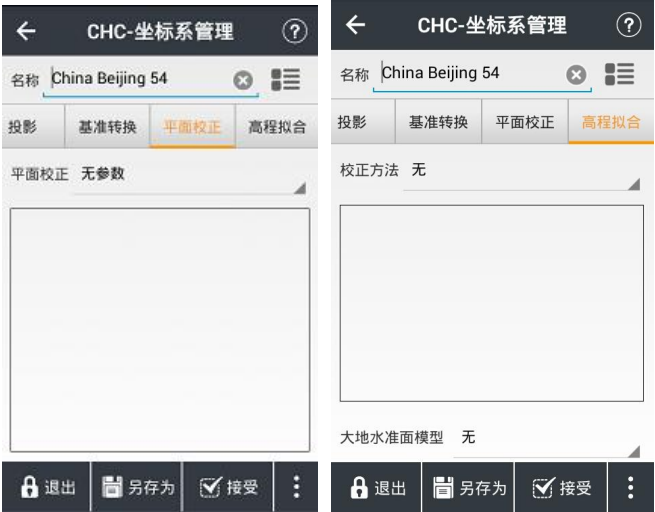 CHC-坐标系管理 ?
名称 China Beijing 54
投影 基准转换 平面校正 高程拟合
平面校正 无参数
退出 另存为 接受
CHC-坐标系管理 ?
名称 China Beijing 54
投影 基准转换 平面校正 高程拟合
校正方法 无
大地水准面模型 无
退出 另存为 接受